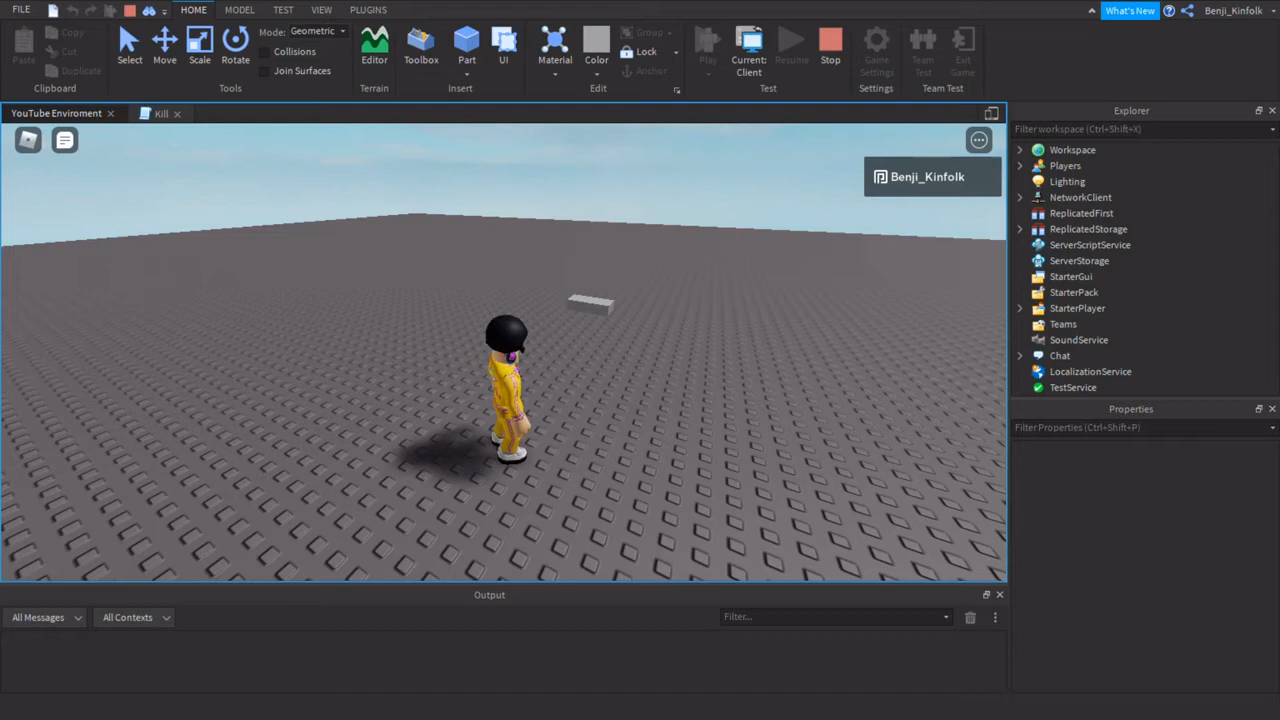 FILE HOME MODEL TEST VIEW PLUGINS What's New Benji_Kinfolk
Paste Copy Cut Duplicate Clipboard
Select Move Scale Rotate Mode: Geometric Collisions Join Surfaces Tools
Editor Terrain
Toolbox Part UI Insert
Material Color Group Lock Anchor Edit
Play Current: Client Resume Stop Test
Game Settings Settings
Team Test Exit Game Team Test
YouTube Enviroment Kill
Benji_Kinfolk
Explorer
Filter workspace (Ctrl+Shift+X)
Workspace
Players
Lighting
NetworkClient
ReplicatedFirst
ReplicatedStorage
ServerScriptService
ServerStorage
StarterGui
StarterPack
StarterPlayer
Teams
SoundService
Chat
LocalizationService
TestService
Properties
Filter Properties (Ctrl+Shift+P)
Output
All Messages All Contexts Filter...